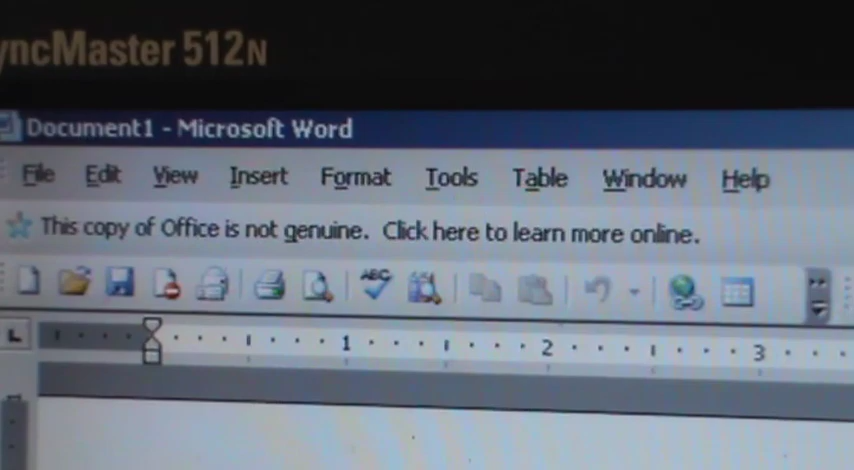 yncMaster 512N
Document1 - Microsoft Word
File Edit View Insert Format Tools Table Window Help
This copy of Office is not genuine. Click here to learn more online.
ABC
L 1 2 3